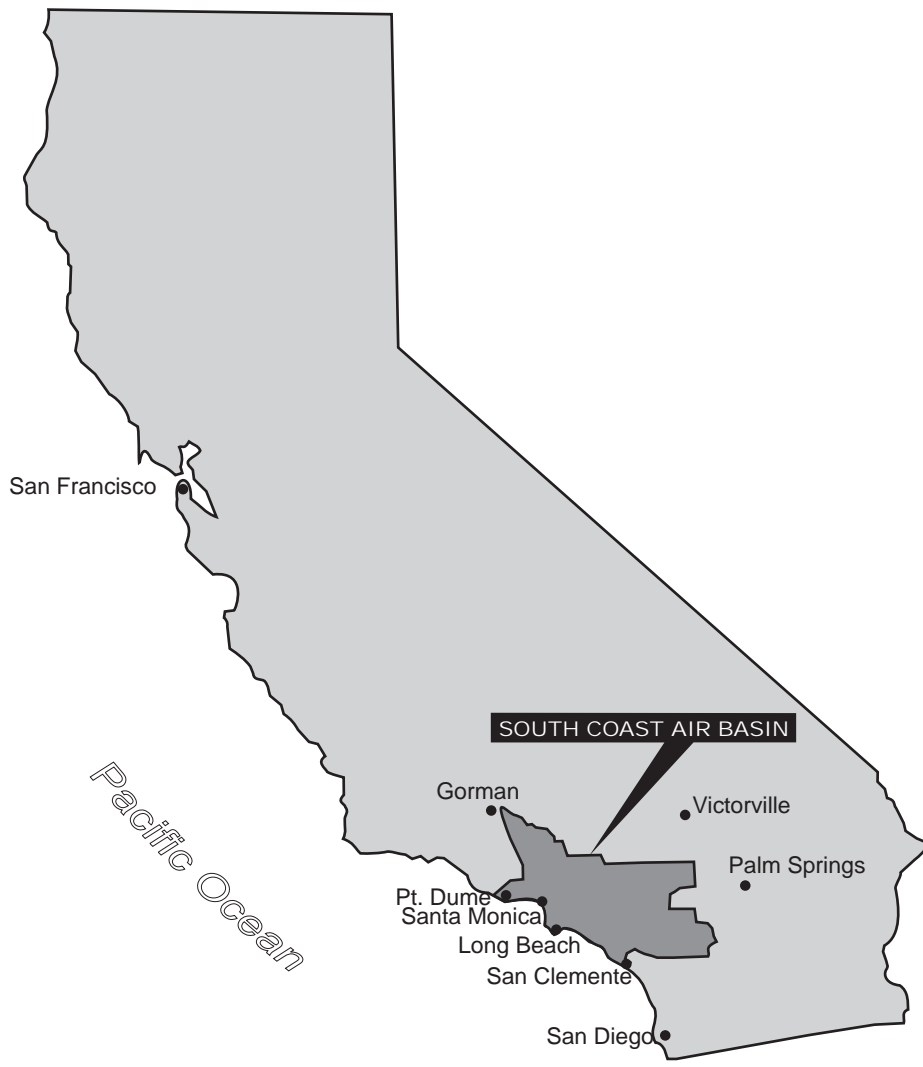 San Francisco
SOUTH COAST AIR BASIN
Gorman
Victorville
Palm Springs
Pacific Ocean
Pt. Dume
Santa Monica
Long Beach
San Clemente
San Diego